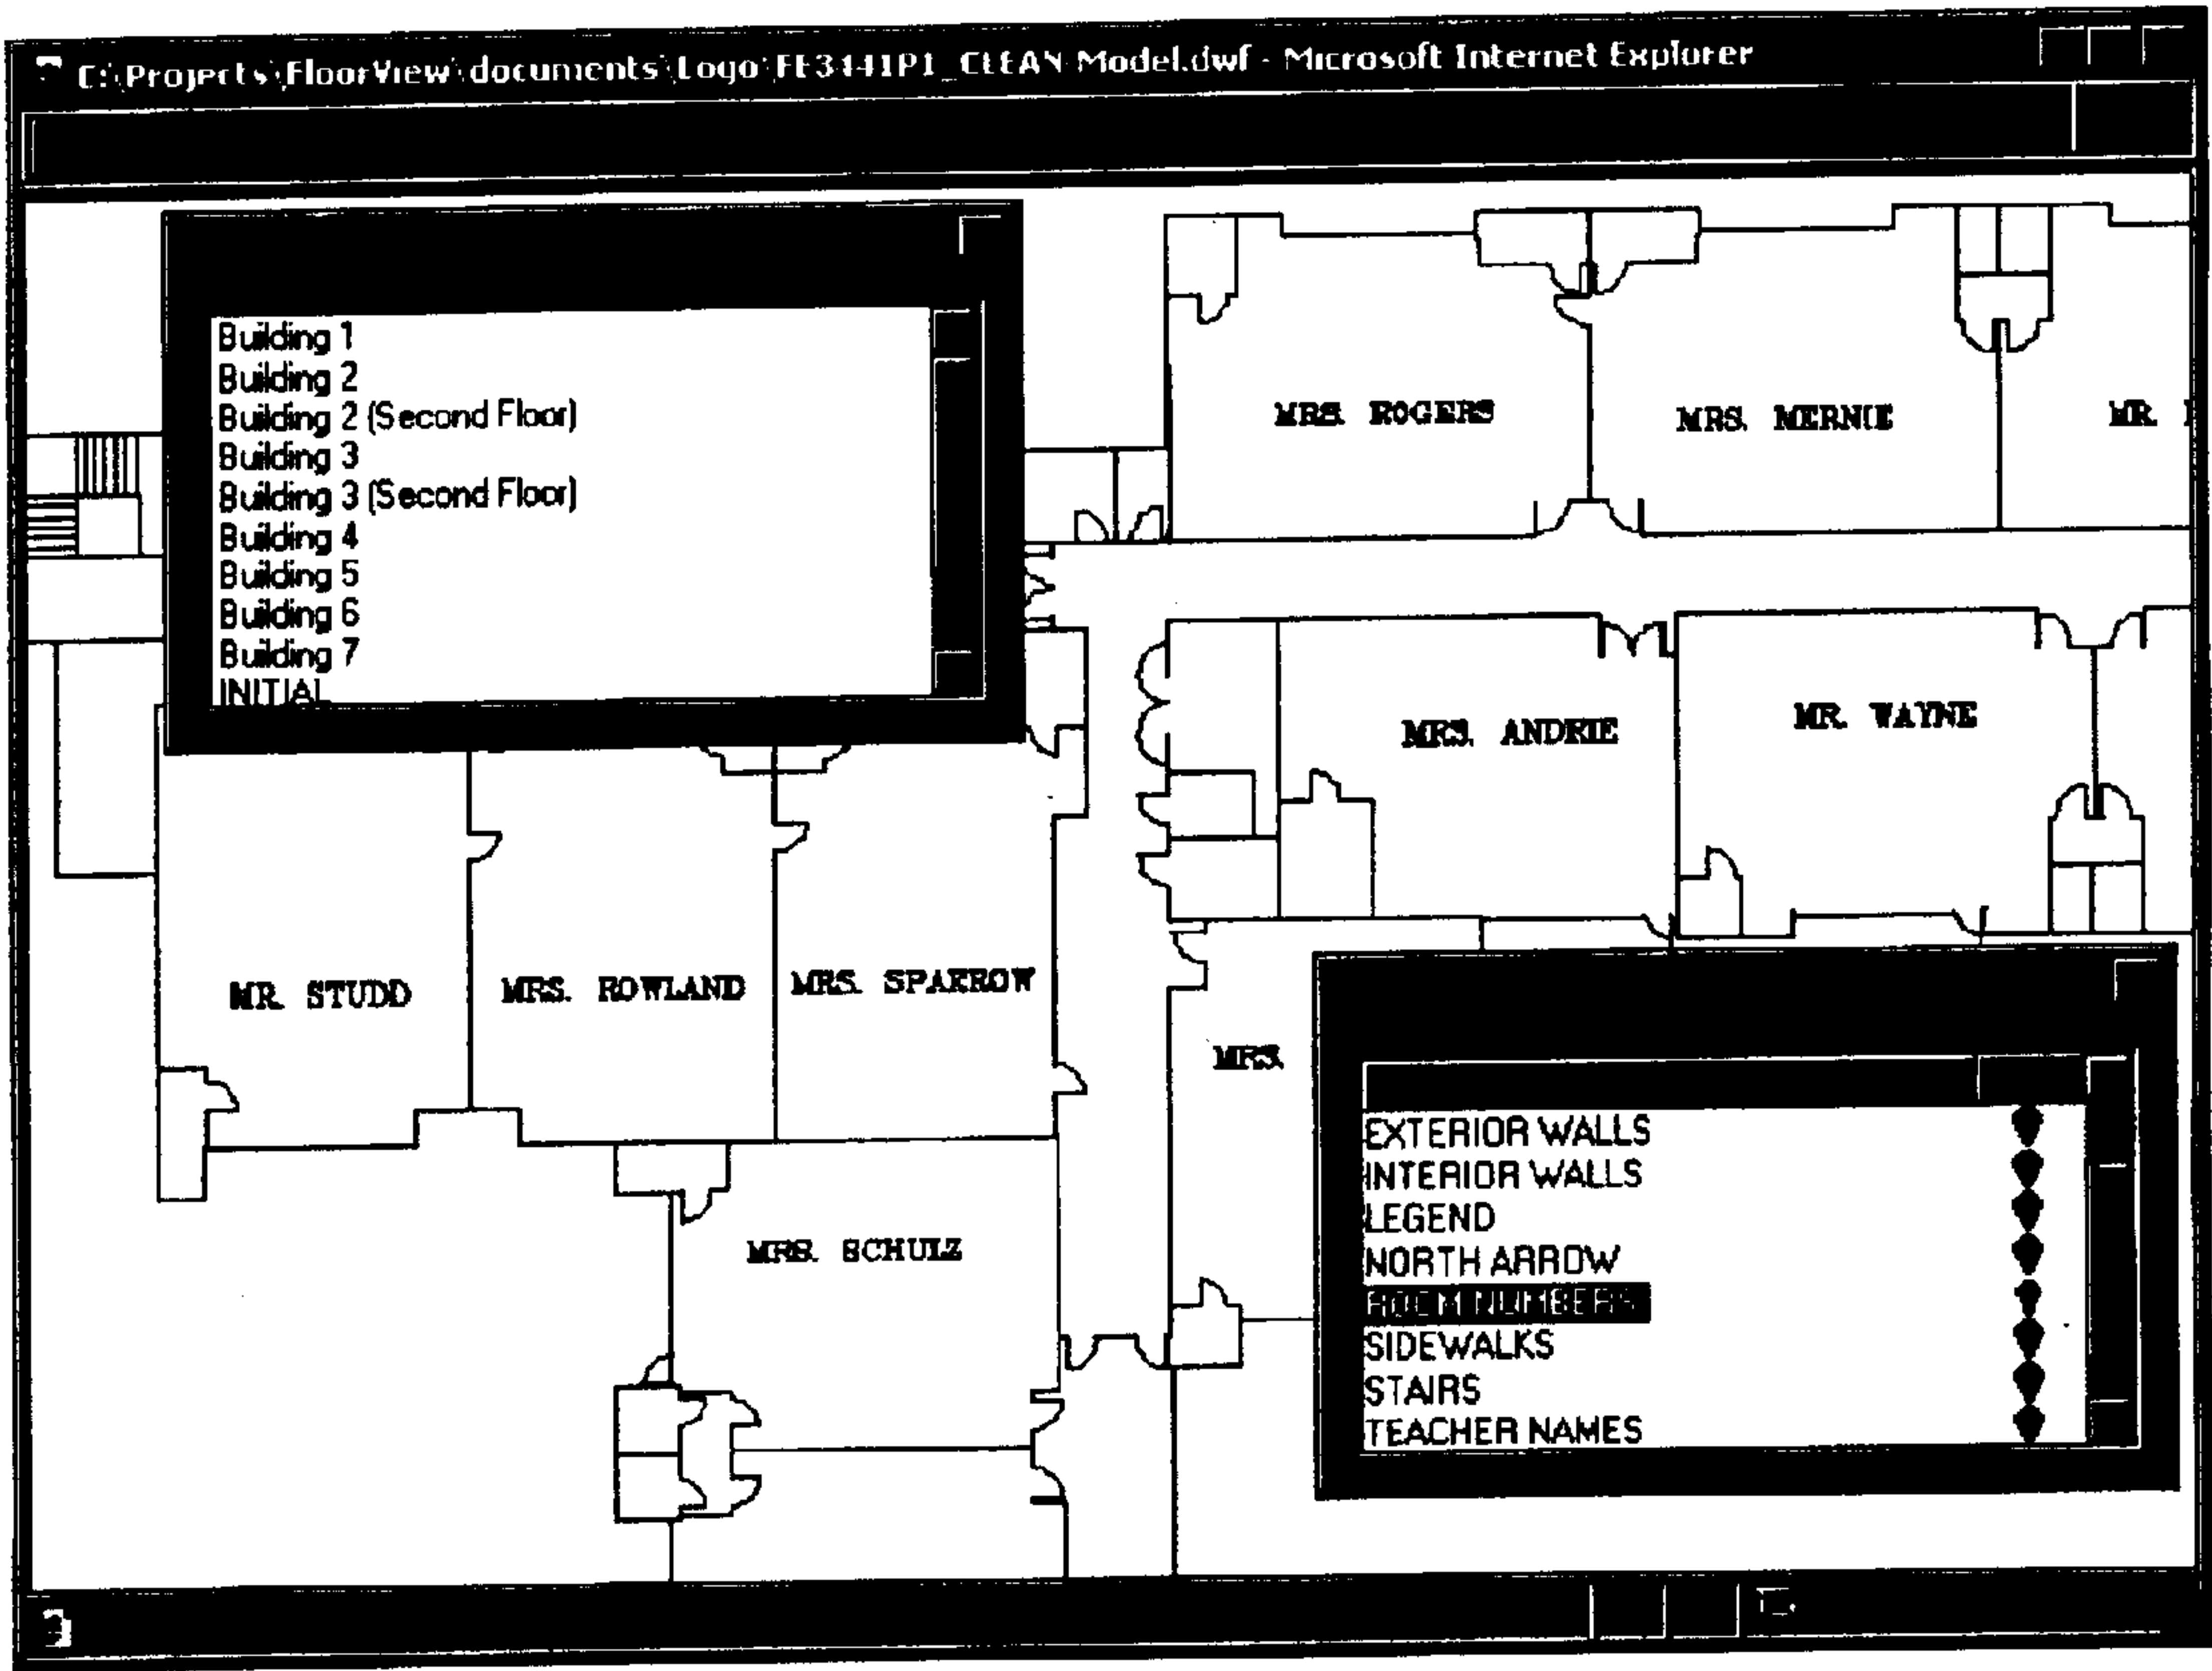 C:\Projects\FloorView\documents\Logo\FE3441P1_CLEAN-Model.dwf - Microsoft Internet Explorer
Building 1
Building 2
Building 2 (Second Floor)
Building 3
Building 3 (Second Floor)
Building 4
Building 5
Building 6
Building 7
INITIAL
MRS. ROGERS
MRS. MERNIE
MR.
MRS. ANDRIE
MR. WAYNE
MR. STUDD
MRS. ROWLAND
MRS. SPARROW
MRS.
MRS. SCHULZ
EXTERIOR WALLS
INTERIOR WALLS
LEGEND
NORTH ARROW
ROOM NUMBERS
SIDEWALKS
STAIRS
TEACHER NAMES